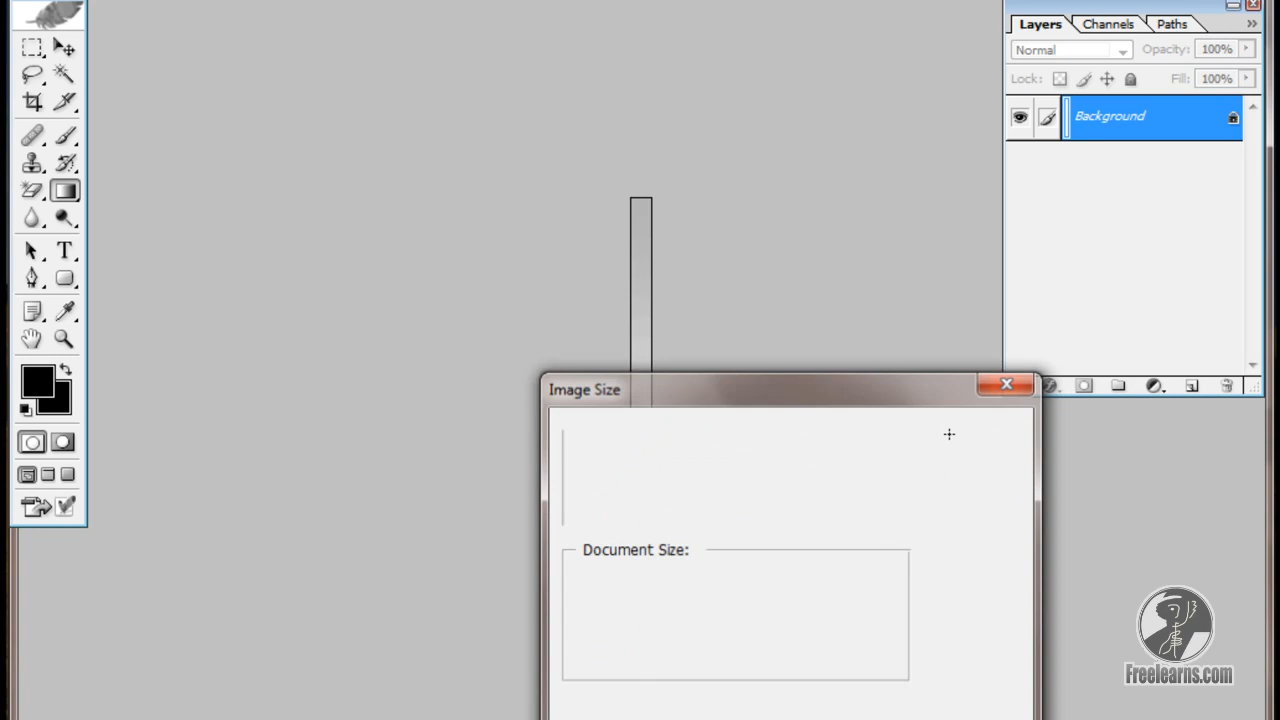 Layers Channels Paths
Normal Opacity: 100%
Lock: Fill: 100%
Background
T
Image Size
Document Size:
Freelearns.com